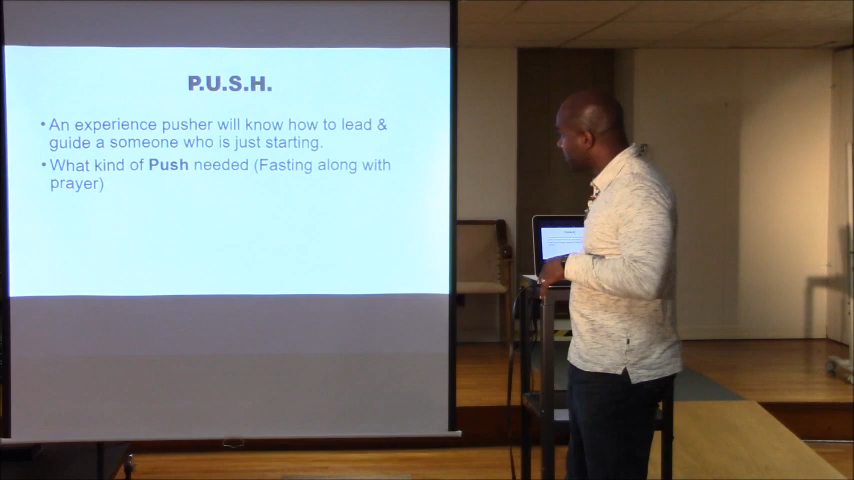 P.U.S.H.
• An experience pusher will know how to lead &
guide a someone who is just starting.
• What kind of Push needed (Fasting along with
prayer)